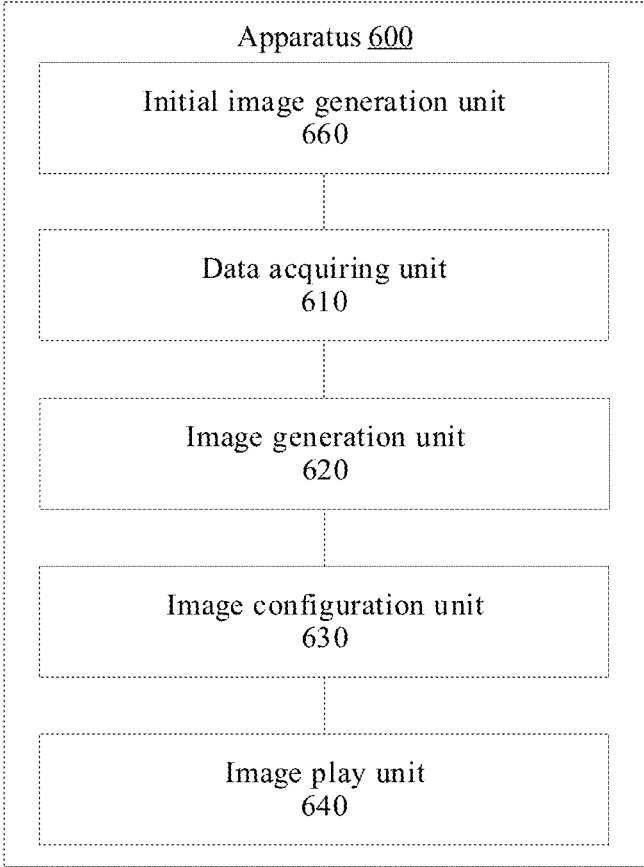 Apparatus 600
Initial image generation unit
660
Data acquiring unit
610
Image generation unit
620
Image configuration unit
630
Image play unit
640